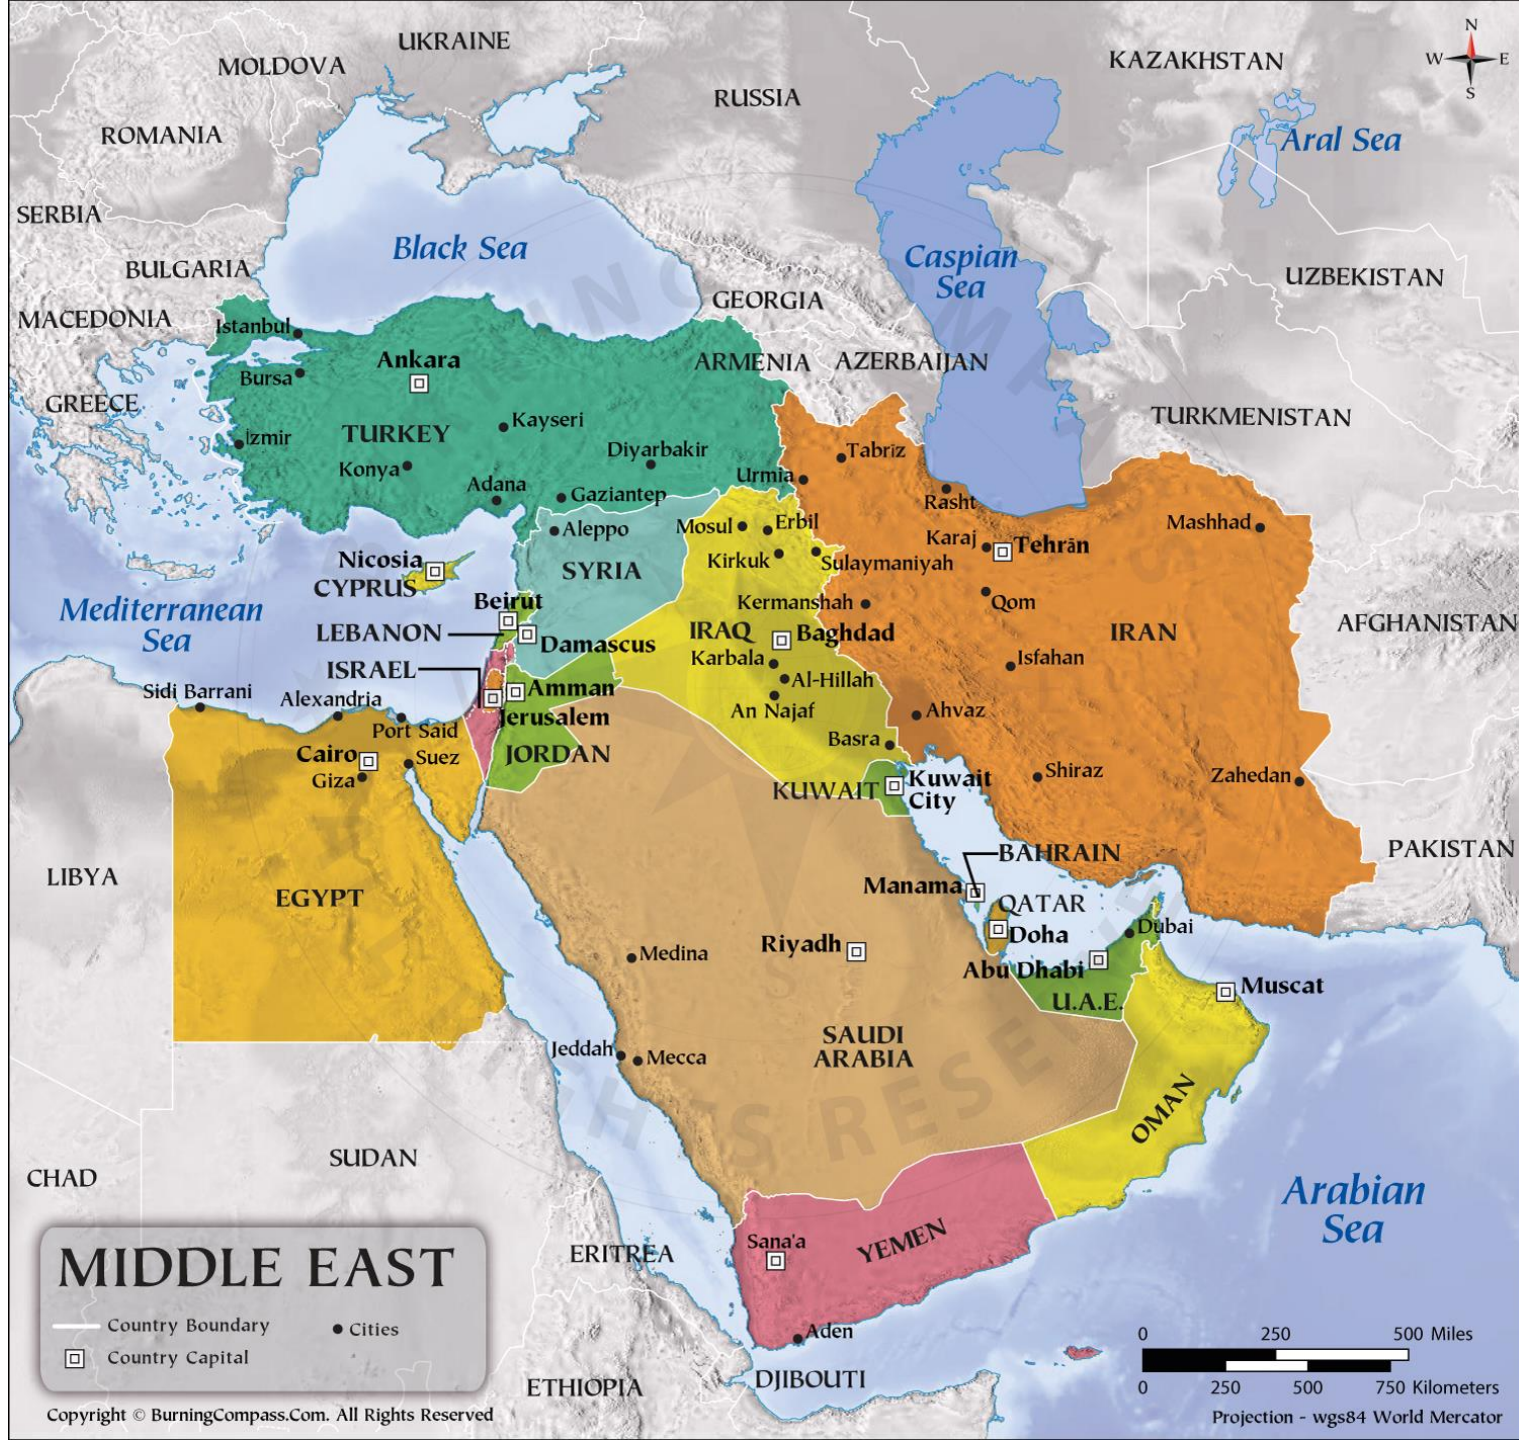 UKRAINE
MOLDOVA
KAZAKHSTAN
N
W E
S
RUSSIA
ROMANIA
Aral Sea
SERBIA
Black Sea
Caspian
Sea
BULGARIA
UZBEKISTAN
GEORGIA
MACEDONIA
Istanbul
Ankara
ARMENIA
AZERBAIJAN
Bursa
GREECE
TURKMENISTAN
Kayseri
TURKEY
İzmir
Diyarbakir
Tabriz
Konya
Urmia
Adana
Gaziantep
Rasht
Mashhad
Aleppo
Mosul
Erbil
Karaj
Tehrān
Nicosia
CYPRUS
SYRIA
Kirkuk
Sulaymaniyah
Beirut
Kermanshah
Qom
Mediterranean
Sea
LEBANON
Damascus
IRAQ
Baghdad
IRAN
AFGHANISTAN
Karbala
Isfahan
ISRAEL
Al-Hillah
Sidi Barrani
Alexandria
Amman
Jerusalem
An Najaf
Ahvaz
Port Said
Basra
Cairo
Suez
JORDAN
Giza
Shiraz
Zahedan
KUWAIT
Kuwait
City
PAKISTAN
BAHRAIN
LIBYA
Manama
EGYPT
QATAR
Doha
Dubai
Medina
Riyadh
Abu Dhabi
Muscat
U.A.E.
SAUDI
ARABIA
Jeddah
Mecca
OMAN
SUDAN
CHAD
Arabian
Sea
Sana'a
YEMEN
ERITREA
Aden
DJIBOUTI
ETHIOPIA
MIDDLE EAST
Country Boundary
Cities
Country Capital
0 250 500 Miles
0 250 500 750 Kilometers
Copyright © BurningCompass.Com. All Rights Reserved
Projection - wgs84 World Mercator